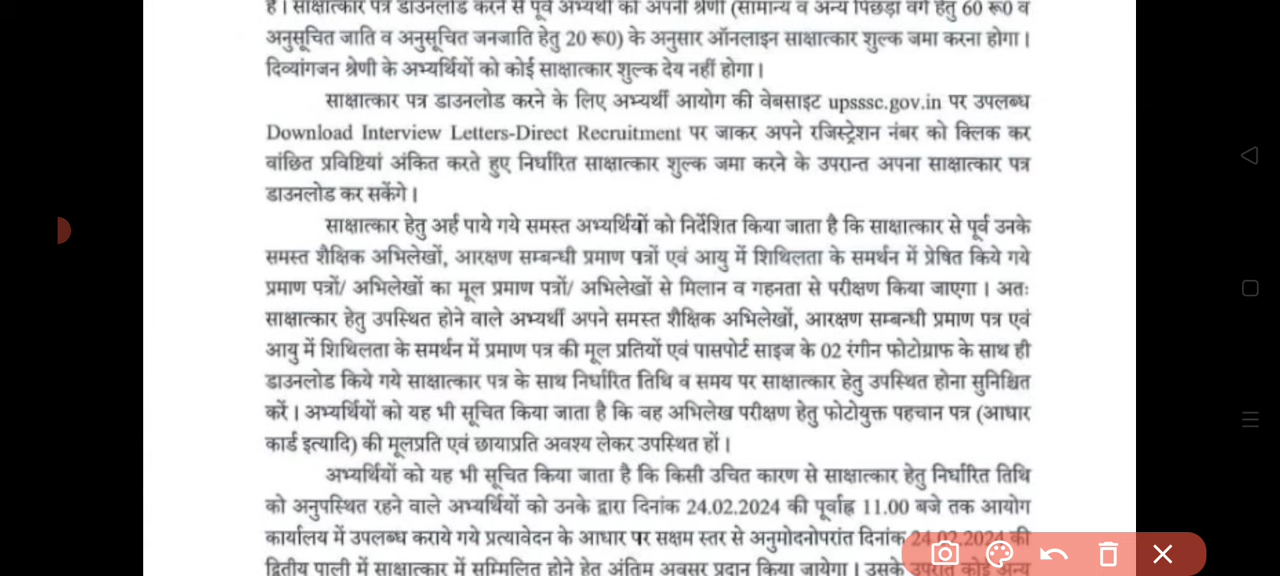 है। साक्षात्कार पत्र डाउनलोड करने से पूर्व अभ्यर्थी को अपनी श्रेणी (सामान्य व अन्य पिछड़ा वर्ग हेतु 60 रू0 व
अनुसूचित जाति व अनुसूचित जनजाति हेतु 20 रू0) के अनुसार ऑनलाइन साक्षात्कार शुल्क जमा करना होगा।
दिव्यांगजन श्रेणी के अभ्यर्थियों को कोई साक्षात्कार शुल्क देय नहीं होगा।
साक्षात्कार पत्र डाउनलोड करने के लिए अभ्यर्थी आयोग की वेबसाइट upsssc.gov.in पर उपलब्ध
Download Interview Letters-Direct Recruitment पर जाकर अपने रजिस्ट्रेशन नंबर को क्लिक कर
वांछित प्रविष्टियां अंकित करते हुए निर्धारित साक्षात्कार शुल्क जमा करने के उपरान्त अपना साक्षात्कार पत्र
डाउनलोड कर सकेंगे।
साक्षात्कार हेतु अर्ह पाये गये समस्त अभ्यर्थियों को निर्देशित किया जाता है कि साक्षात्कार से पूर्व उनके
समस्त शैक्षिक अभिलेखों, आरक्षण सम्बन्धी प्रमाण पत्रों एवं आयु में शिथिलता के समर्थन में प्रेषित किये गये
प्रमाण पत्रों/ अभिलेखों का मूल प्रमाण पत्रों/ अभिलेखों से मिलान व गहनता से परीक्षण किया जाएगा। अतः
साक्षात्कार हेतु उपस्थित होने वाले अभ्यर्थी अपने समस्त शैक्षिक अभिलेखों, आरक्षण सम्बन्धी प्रमाण पत्र एवं
आयु में शिथिलता के समर्थन में प्रमाण पत्र की मूल प्रतियों एवं पासपोर्ट साइज के 02 रंगीन फोटोग्राफ के साथ ही
डाउनलोड किये गये साक्षात्कार पत्र के साथ निर्धारित तिथि व समय पर साक्षात्कार हेतु उपस्थित होना सुनिश्चित
करें। अभ्यर्थियों को यह भी सूचित किया जाता है कि वह अभिलेख परीक्षण हेतु फोटोयुक्त पहचान पत्र (आधार
कार्ड इत्यादि) की मूलप्रति एवं छायाप्रति अवश्य लेकर उपस्थित हों।
अभ्यर्थियों को यह भी सूचित किया जाता है कि किसी उचित कारण से साक्षात्कार हेतु निर्धारित तिथि
को अनुपस्थित रहने वाले अभ्यर्थियों को उनके द्वारा दिनांक 24.02.2024 की पूर्वाह्न 11.00 बजे तक आयोग
कार्यालय में उपलब्ध कराये गये प्रत्यावेदन के आधार पर सक्षम स्तर से अनुमोदनोपरांत दिनांक 24.02.2024 की
द्वितीय पाली में साक्षात्कार में सम्मिलित होने हेतु अंतिम अवसर प्रदान किया जायेगा। उसके उपरांत कोई अन्य